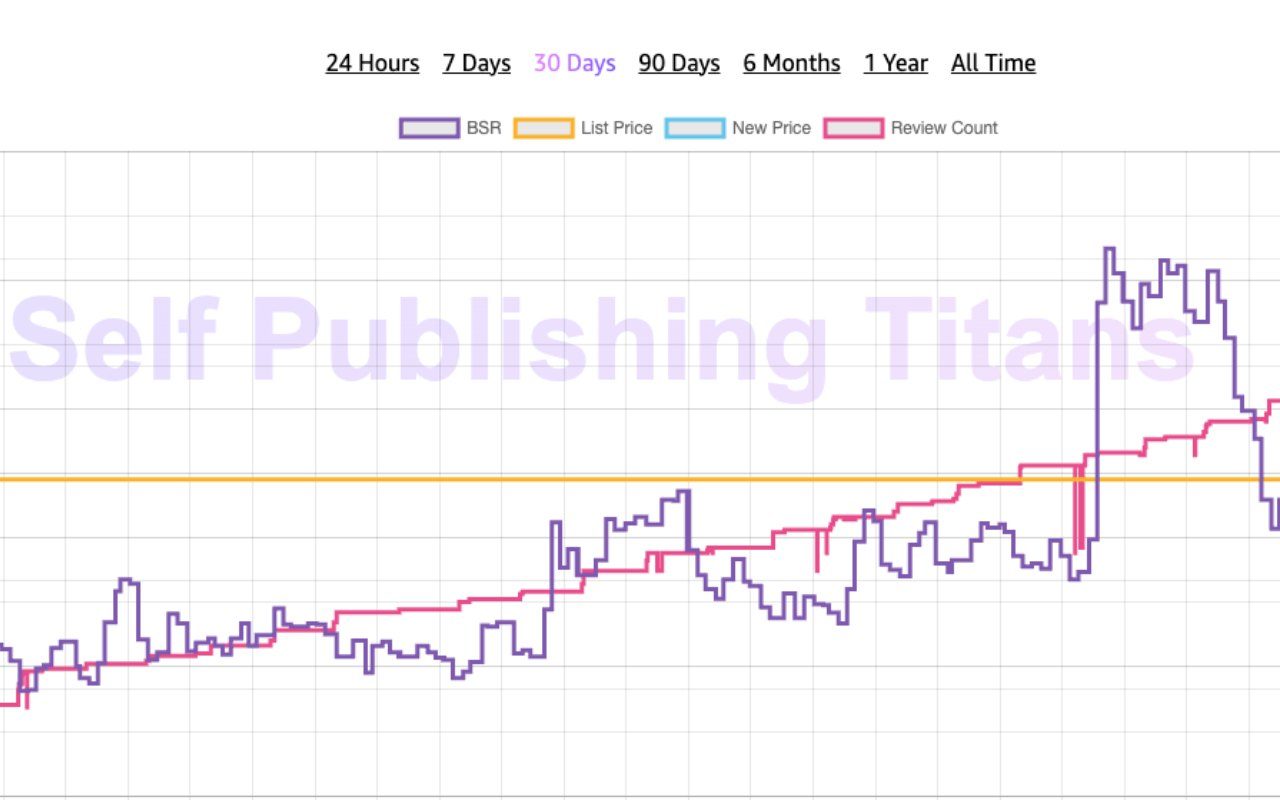 24 Hours 7 Days 30 Days 90 Days 6 Months 1 Year All Time
BSR List Price New Price Review Count
Self Publishing Titans